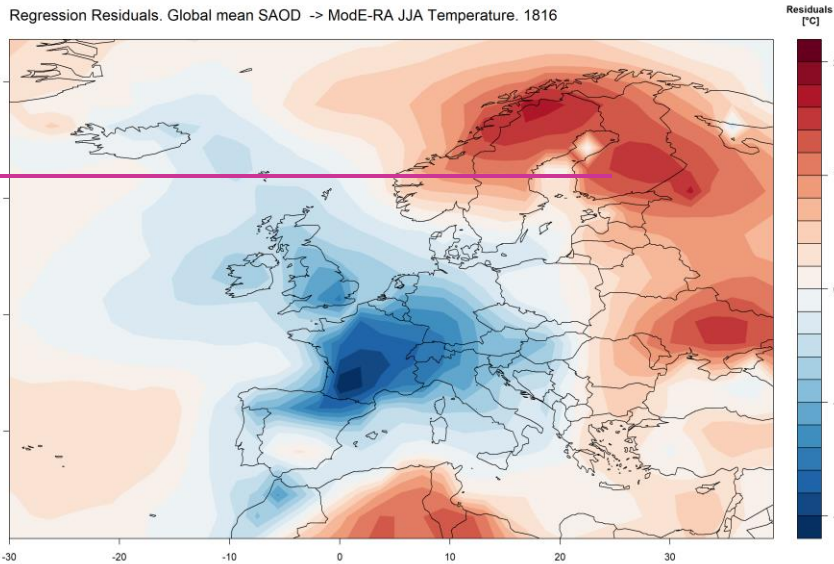 Regression Residuals. Global mean SAOD -> ModE-RA JJA Temperature. 1816
Residuals
[°C]
-30 -20 -10 0 10 20 30